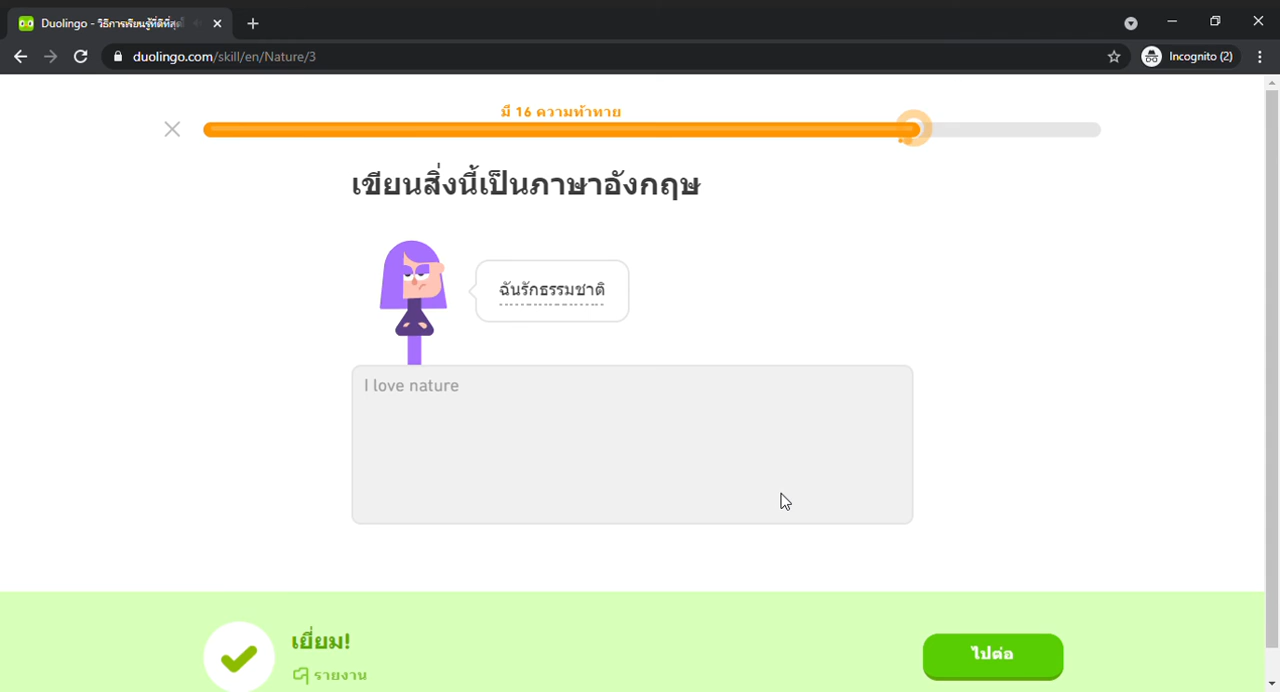 Duolingo - วิธีการเรียนรู้ที่ดีที่สุด
duolingo.com/skill/en/Nature/3
Incognito (2)
มี 16 ความท้าทาย
เขียนสิ่งนี้เป็นภาษาอังกฤษ
ฉันรักธรรมชาติ
I love nature
เยี่ยม!
รายงาน
ไปต่อ